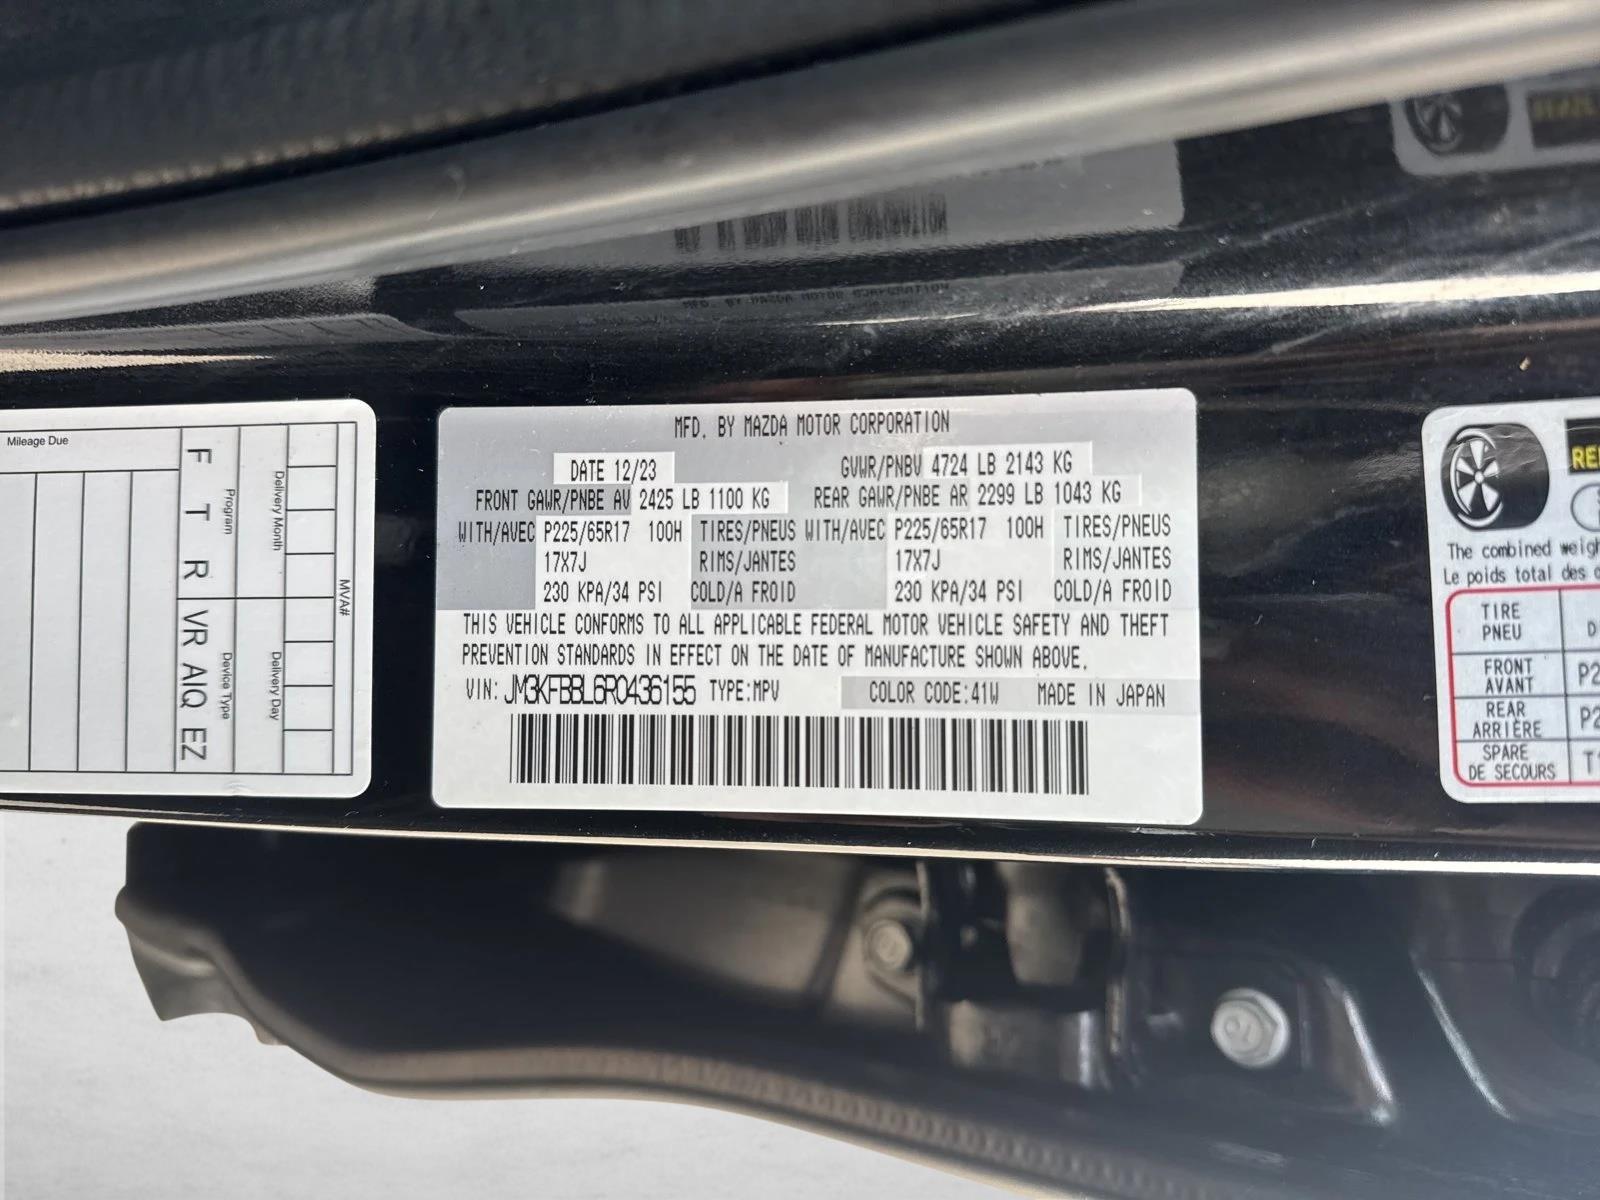 Mileage Due
F T R
VR AIQ EZ
Program
Device Type
Delivery Month
Delivery Day
MVA#
MFD. BY MAZDA MOTOR CORPORATION
DATE 12/23 GVWR/PNBV 4724 LB 2143 KG
FRONT GAWR/PNBE AV 2425 LB 1100 KG REAR GAWR/PNBE AR 2299 LB 1043 KG
WITH/AVEC P225/65R17 100H TIRES/PNEUS WITH/AVEC P225/65R17 100H TIRES/PNEUS
17X7J RIMS/JANTES 17X7J RIMS/JANTES
230 KPA/34 PSI COLD/A FROID 230 KPA/34 PSI COLD/A FROID
THIS VEHICLE CONFORMS TO ALL APPLICABLE FEDERAL MOTOR VEHICLE SAFETY AND THEFT
PREVENTION STANDARDS IN EFFECT ON THE DATE OF MANUFACTURE SHOWN ABOVE.
VIN: JM3KFBBL6R0436155 TYPE:MPV COLOR CODE:41W MADE IN JAPAN
The combined
Le poids total des
TIRE
PNEU
FRONT
AVANT
REAR
ARRIÈRE
SPARE
DE SECOURS